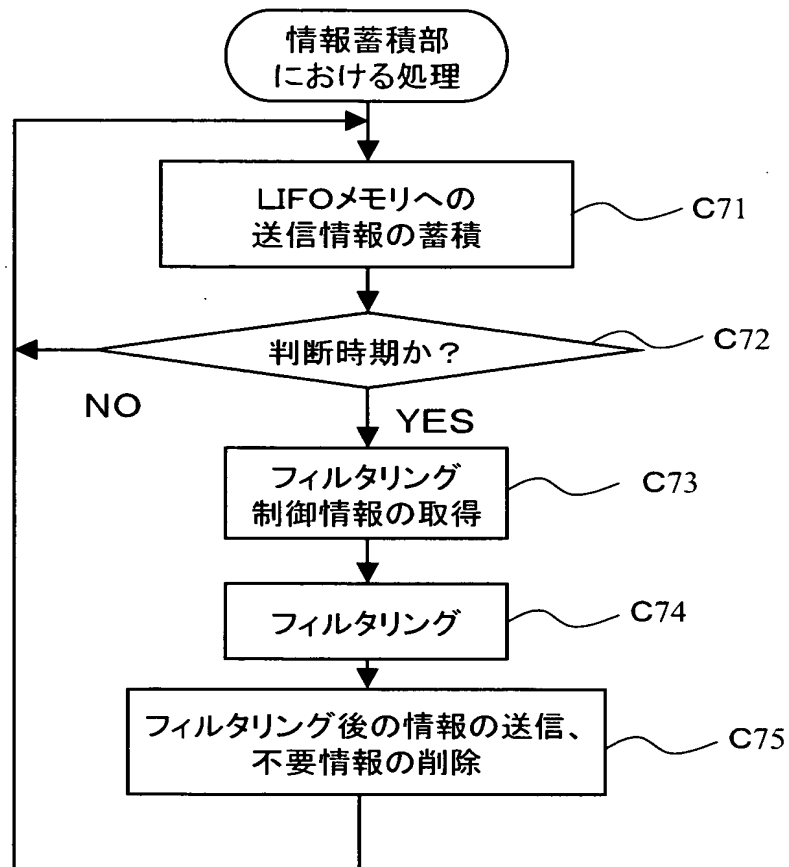 情報蓄積部
における処理
LIFOメモリへの
送信情報の蓄積
C71
判断時期か？
C72
NO
YES
フィルタリング
制御情報の取得
C73
フィルタリング
C74
フィルタリング後の情報の送信、
不要情報の削除
C75